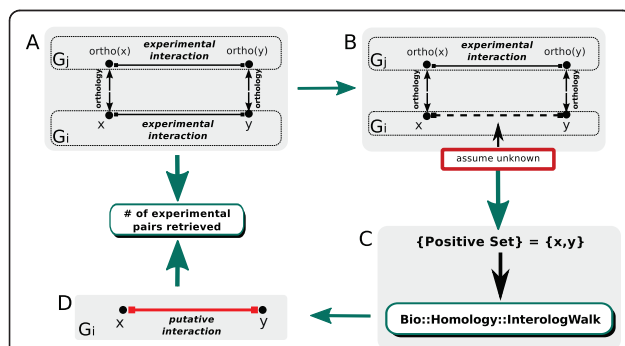 A
ortho(x)
experimental
interaction
ortho(y)
Gj
orthology
orthology
Gi
x
experimental
interaction
y
B
ortho(x)
experimental
interaction
ortho(y)
Gj
orthology
orthology
Gi
x
y
assume unknown
# of experimental
pairs retrieved
C
{Positive Set} = {x,y}
Bio::Homology::InterologWalk
D
Gi
x
putative
interaction
y